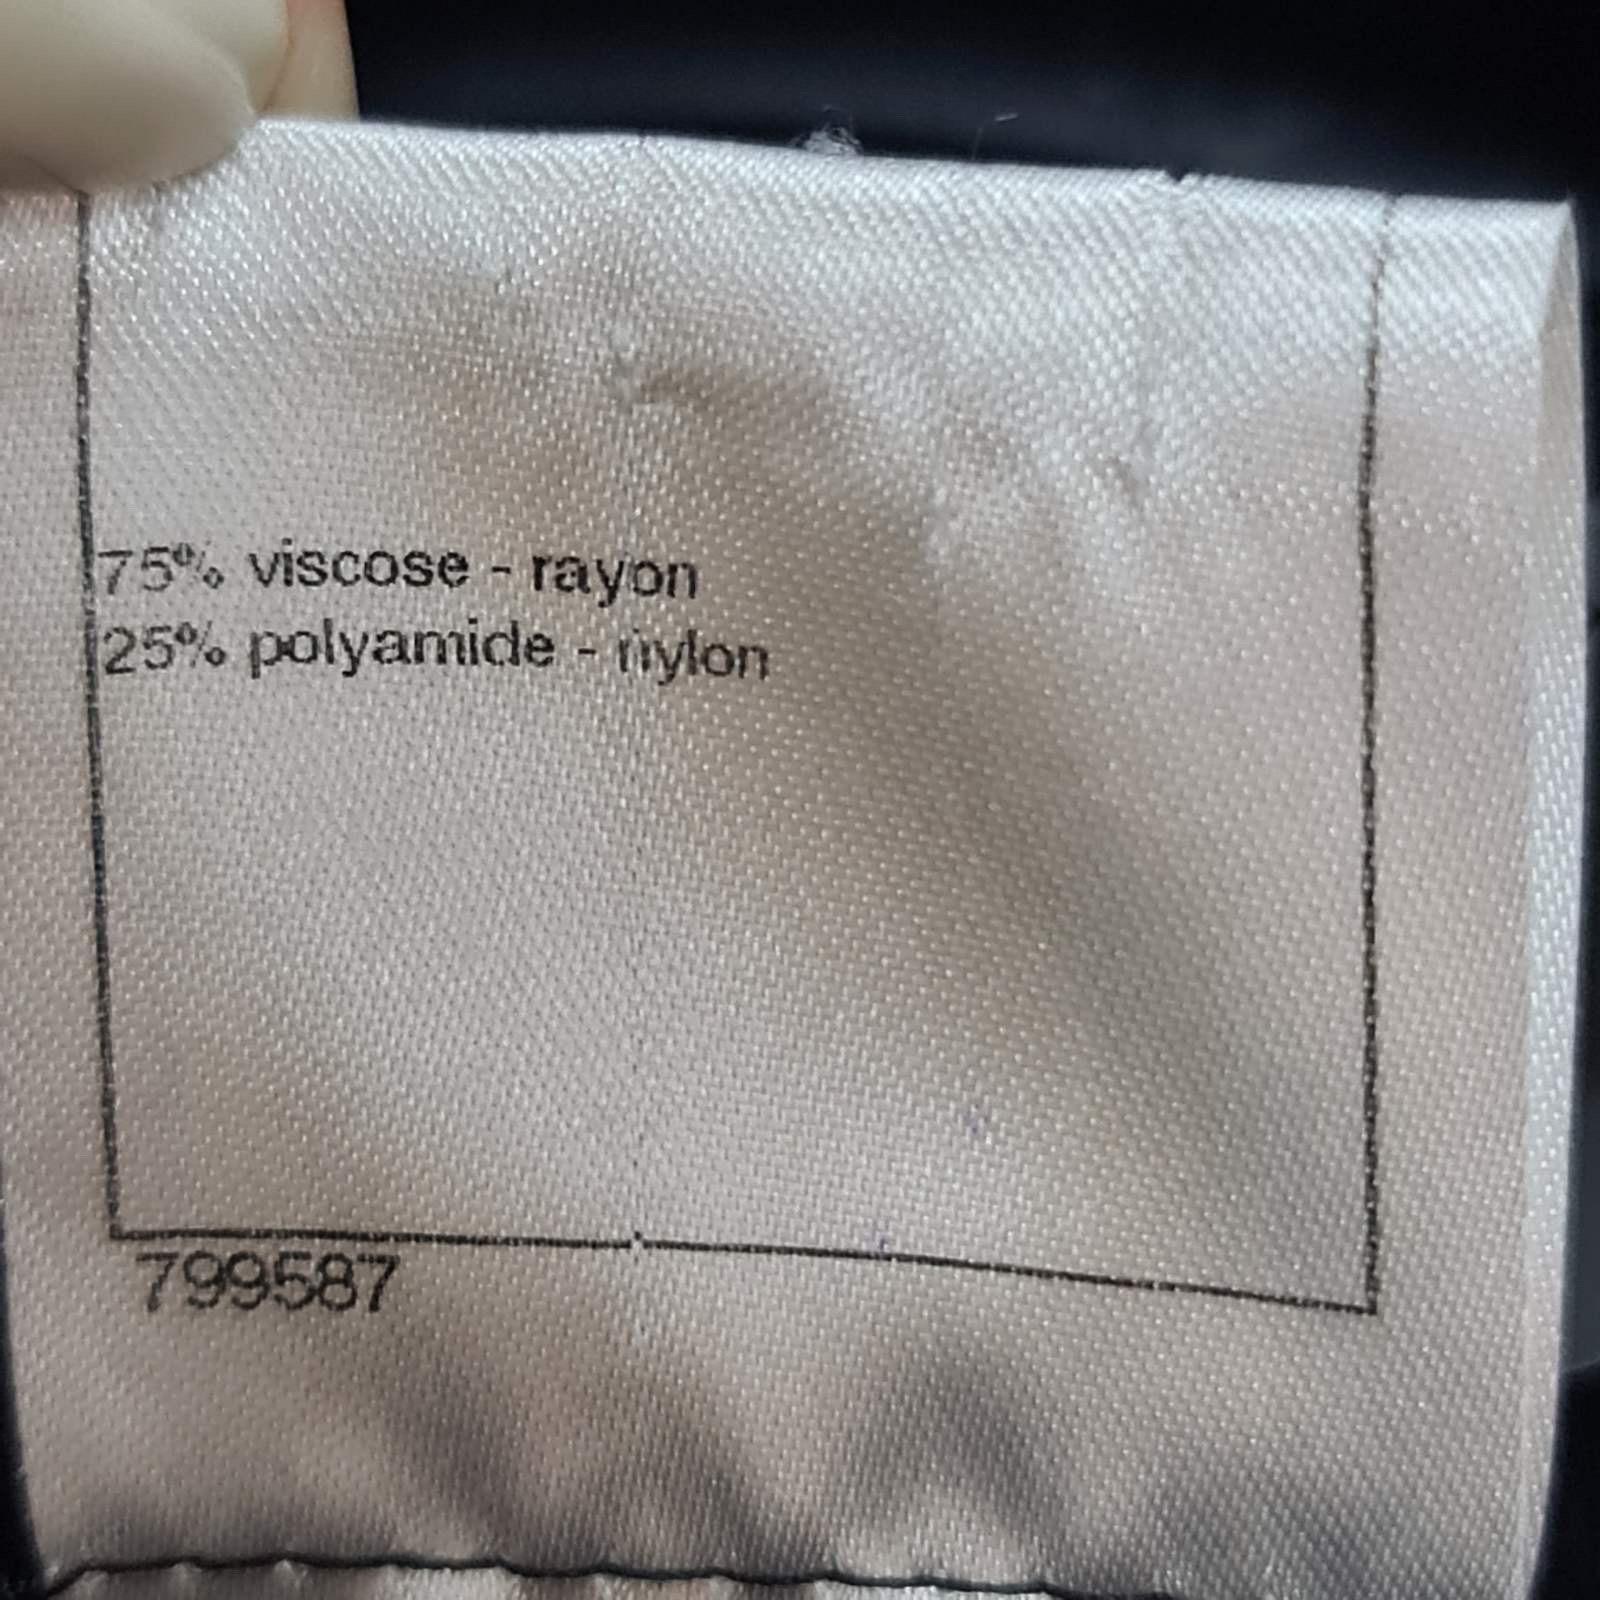 75% viscose - rayon
25% polyamide - nylon
799587